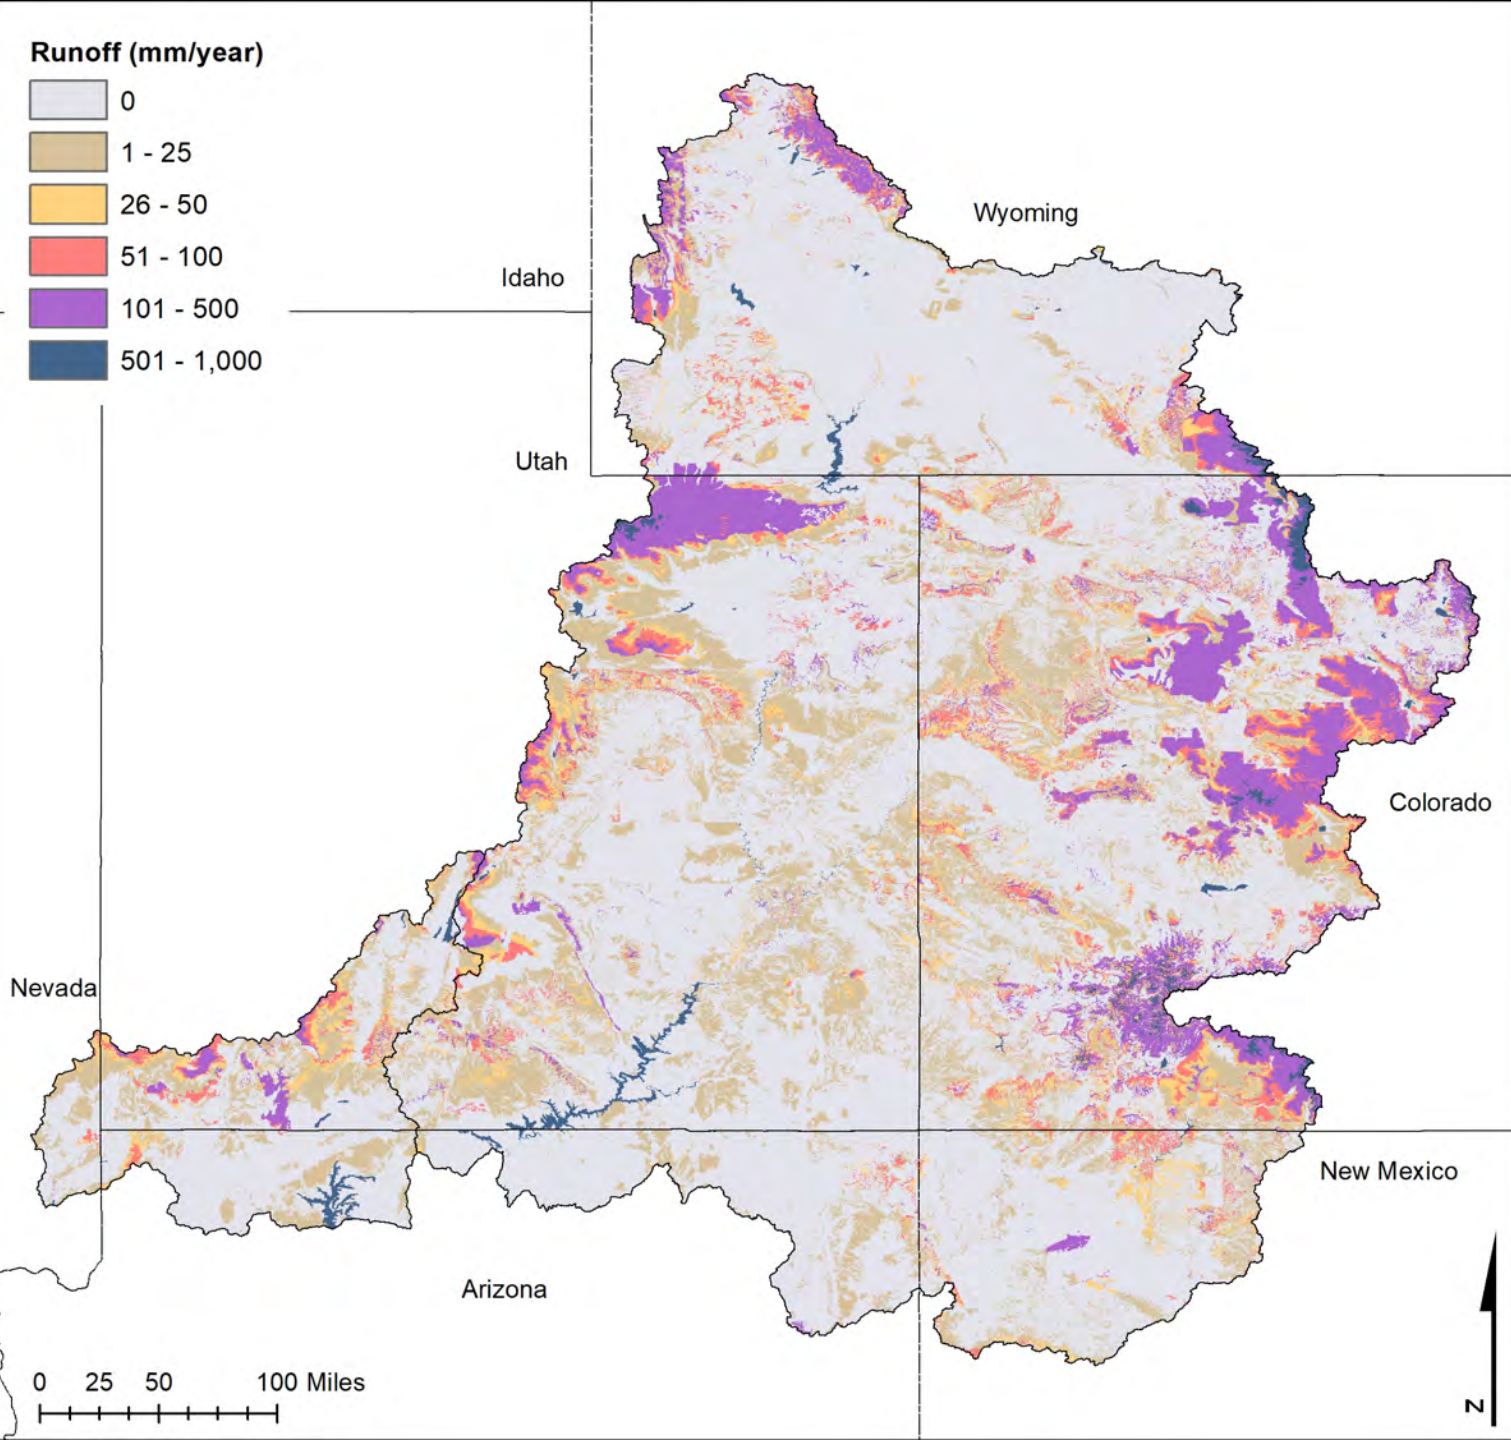 Runoff (mm/year)
0
1 - 25
26 - 50
51 - 100
101 - 500
501 - 1,000
Wyoming
Idaho
Utah
Colorado
Nevada
New Mexico
Arizona
0 25 50 100 Miles
N